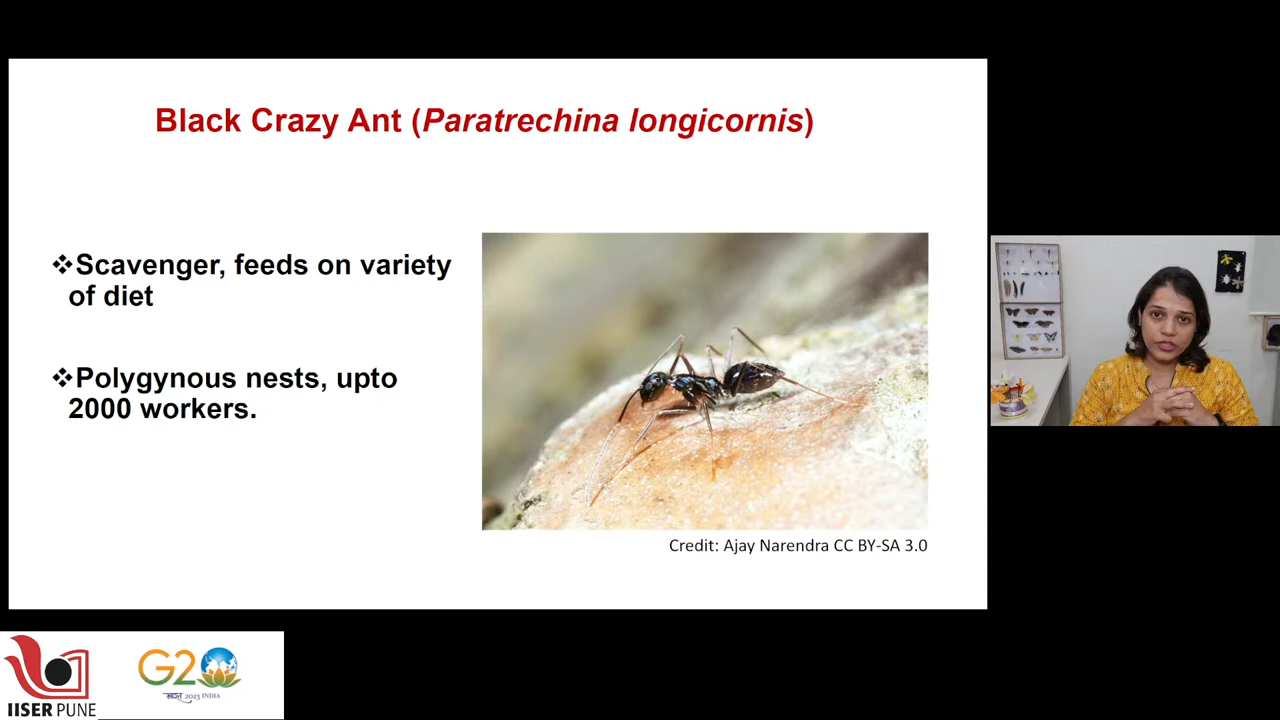 Black Crazy Ant (Paratrechina longicornis)
❖Scavenger, feeds on variety
of diet
❖Polygynous nests, upto
2000 workers.
Credit: Ajay Narendra CC BY-SA 3.0
IISER PUNE
G20
भारत 2023 INDIA